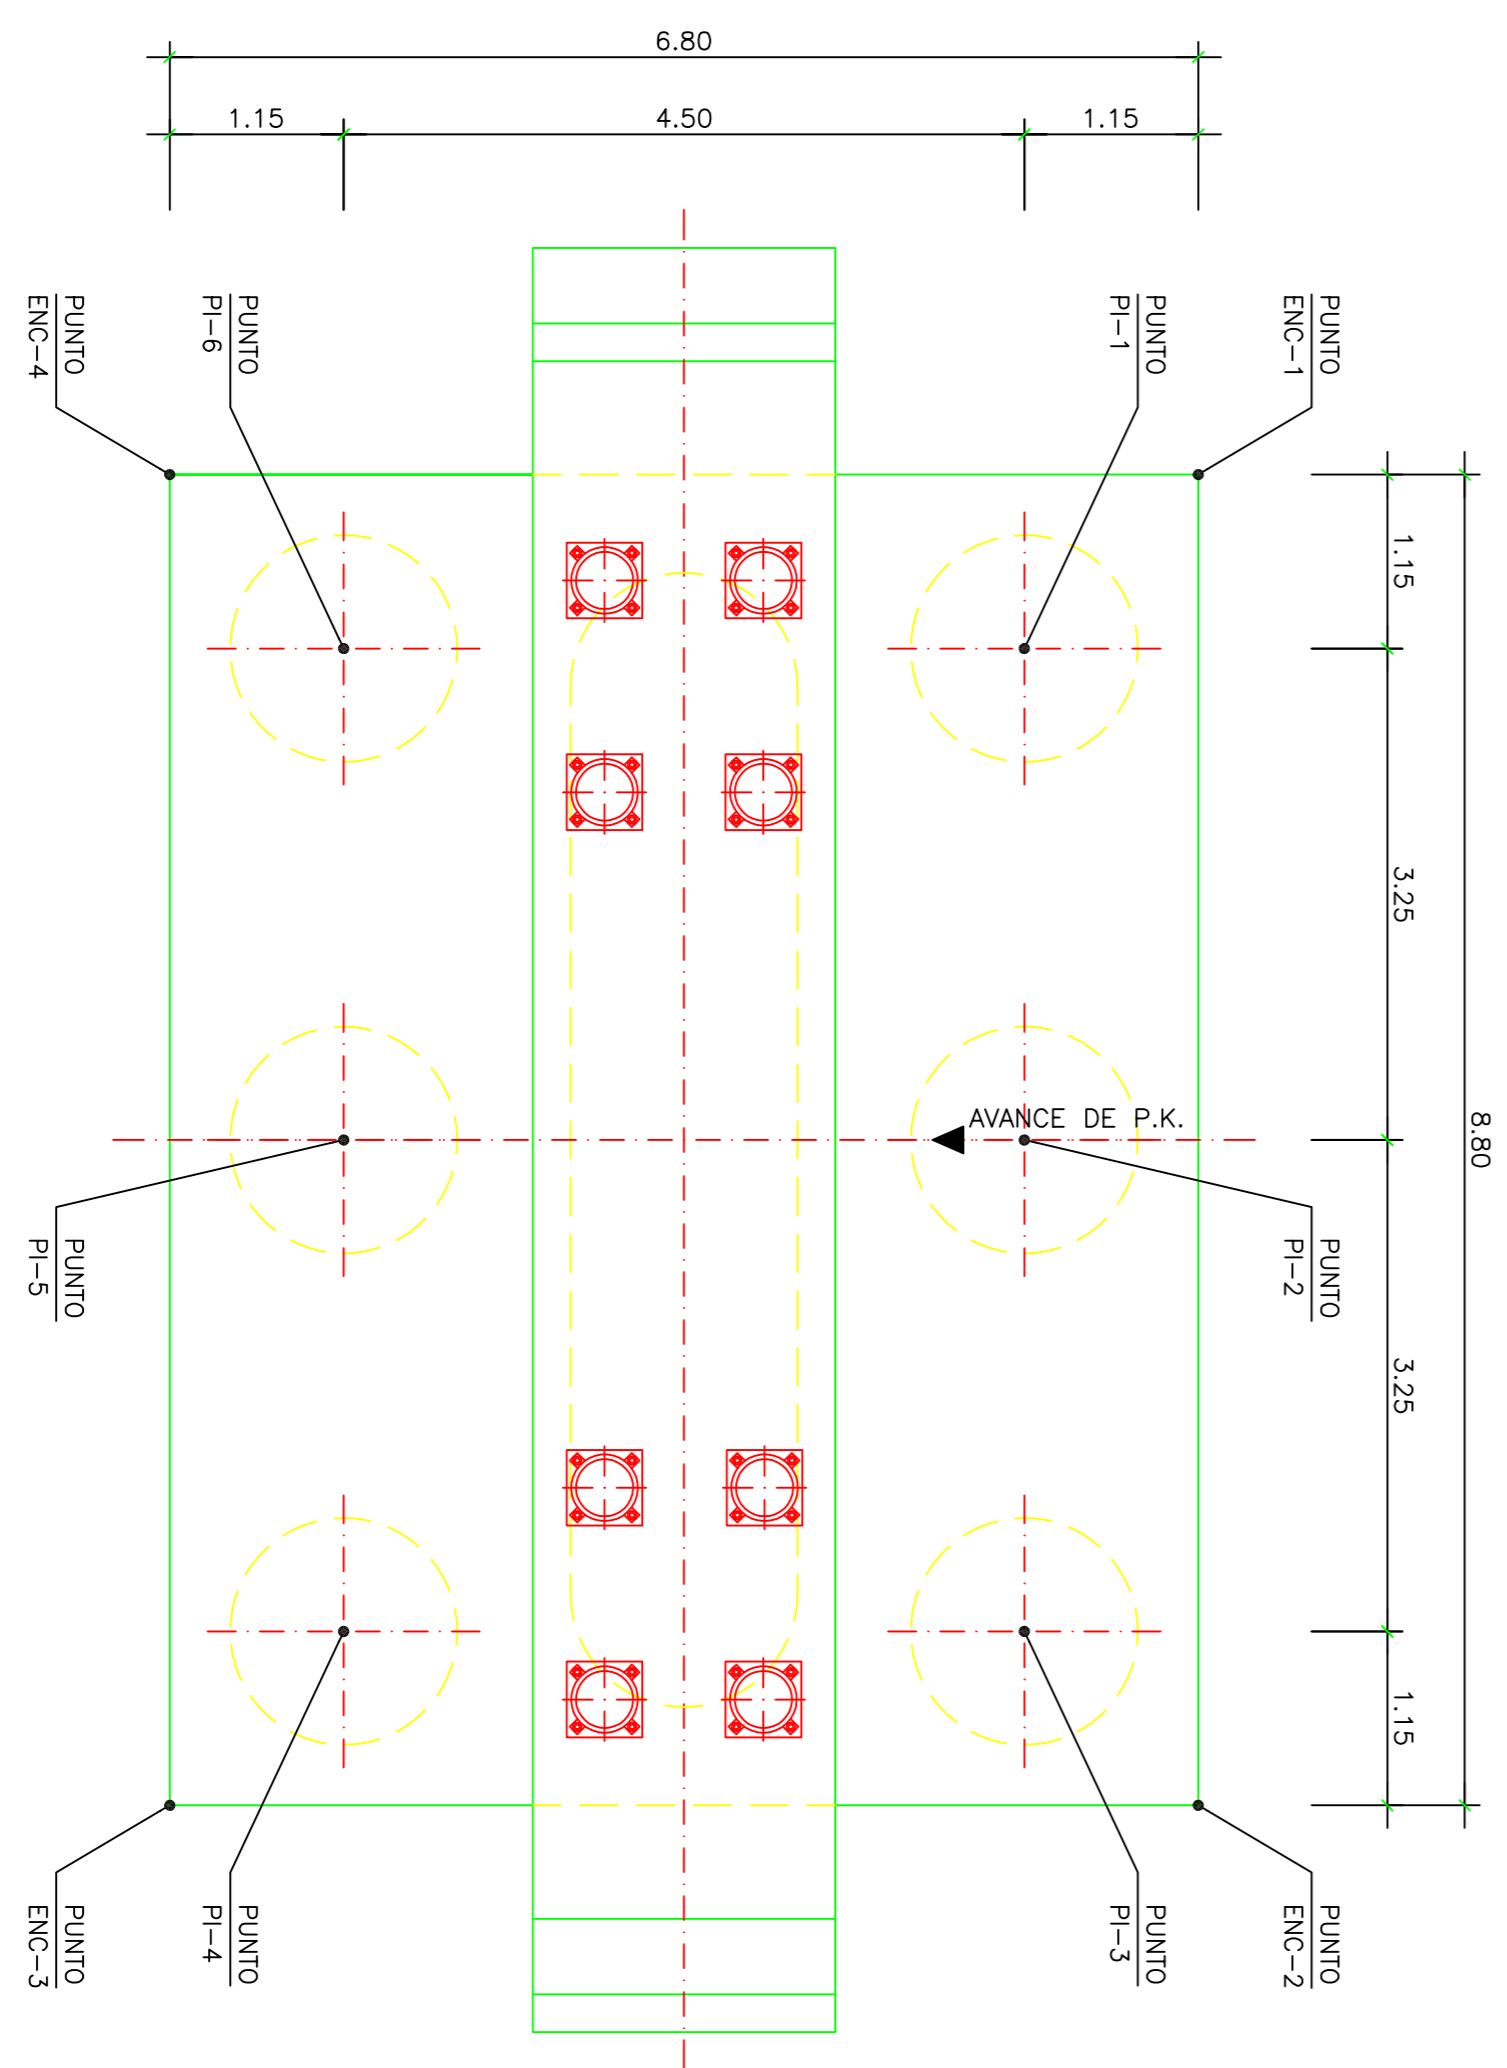 6.80
1.15
4.50
1.15
PUNTO
ENC-4
PUNTO
PI-6
PUNTO
PI-1
PUNTO
ENC-1
1.15
3.25
8.80
AVANCE DE P.K.
PUNTO
PI-5
PUNTO
PI-2
3.25
1.15
PUNTO
ENC-3
PUNTO
PI-4
PUNTO
PI-3
PUNTO
ENC-2